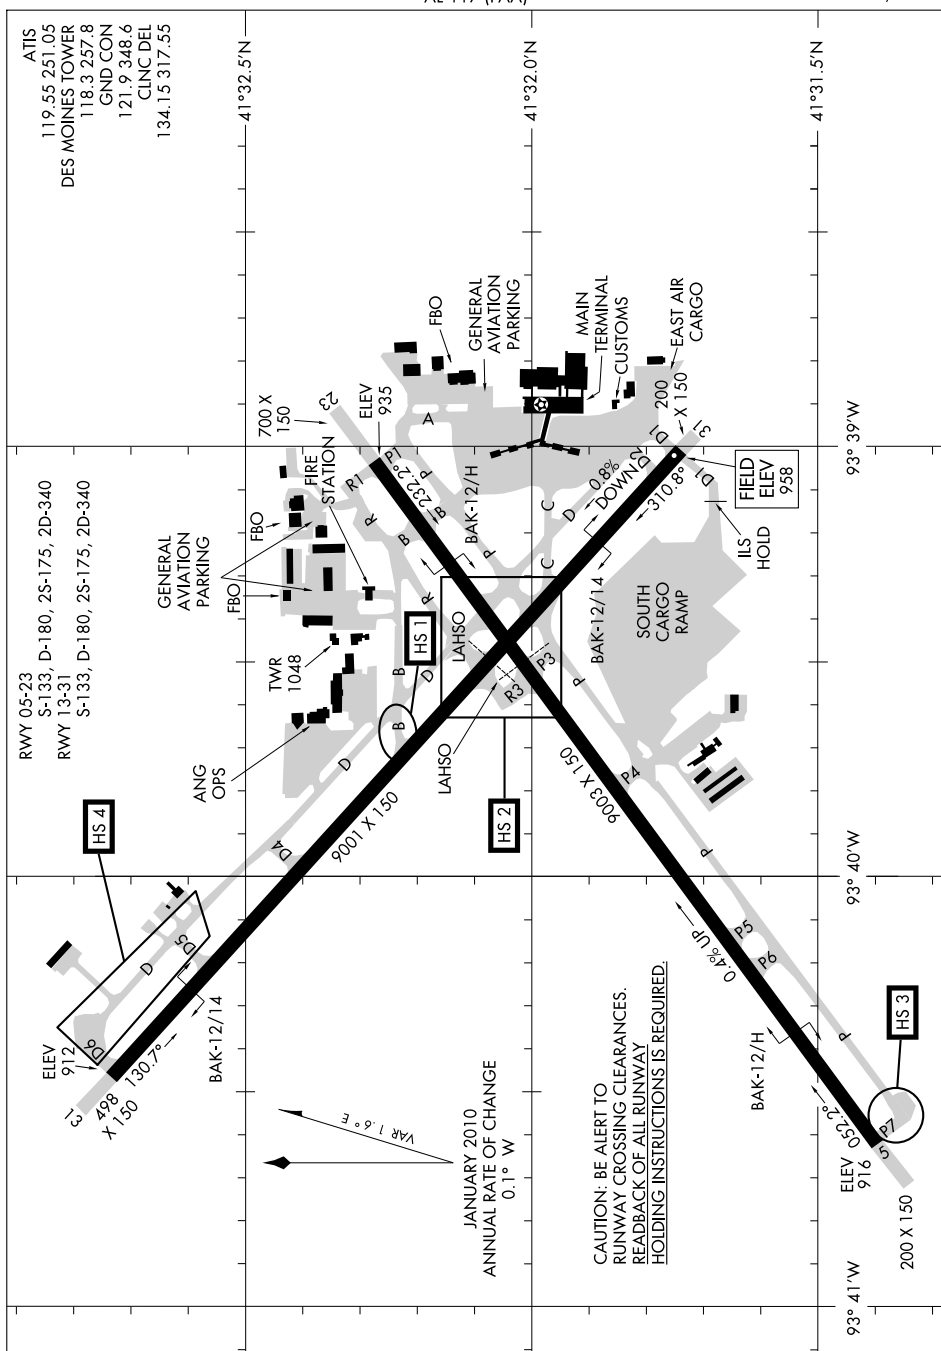 ATIS
119.55 251.05
DES MOINES TOWER
118.3 257.8
GND CON
121.9 348.6
CLNC DEL
134.15 317.55
RWY 05-23
S-133, D-180, 2S-175, 2D-340
RWY 13-31
S-133, D-180, 2S-175, 2D-340
41°32.5'N
41°32.0'N
41°31.5'N
93° 39'W
93° 40'W
93° 41'W
HS 4
D
D5
D6
ELEV
912
13
498
X 150
130.7°
BAK-12/14
D4
D
ANG
OPS
TWR
1048
GENERAL
AVIATION
PARKING
FBO
FBO
FIRE
STATION
HS 1
B
B
D
R
B
B
R
R1
P1
P
P
232.2°
700 X
150
23
ELEV
935
A
FBO
GENERAL
AVIATION
PARKING
MAIN
TERMINAL
CUSTOMS
EAST AIR
CARGO
200
X 150
31
D1
D1
D2
FIELD
ELEV
958
ILS
HOLD
310.8°
0.8%
DOWN
C
C
D
BAK-12/H
BAK-12/14
LAHSO
LAHSO
R3
P3
HS 2
9001 X 150
9003 X 150
SOUTH
CARGO
RAMP
P
P4
P
P5
P6
P
0.4% UP
BAK-12/H
052.2°
HS 3
P7
5
ELEV
916
200 X 150
VAR 1.6° E
JANUARY 2010
ANNUAL RATE OF CHANGE
0.1° W
CAUTION: BE ALERT TO
RUNWAY CROSSING CLEARANCES.
READBACK OF ALL RUNWAY
HOLDING INSTRUCTIONS IS REQUIRED.